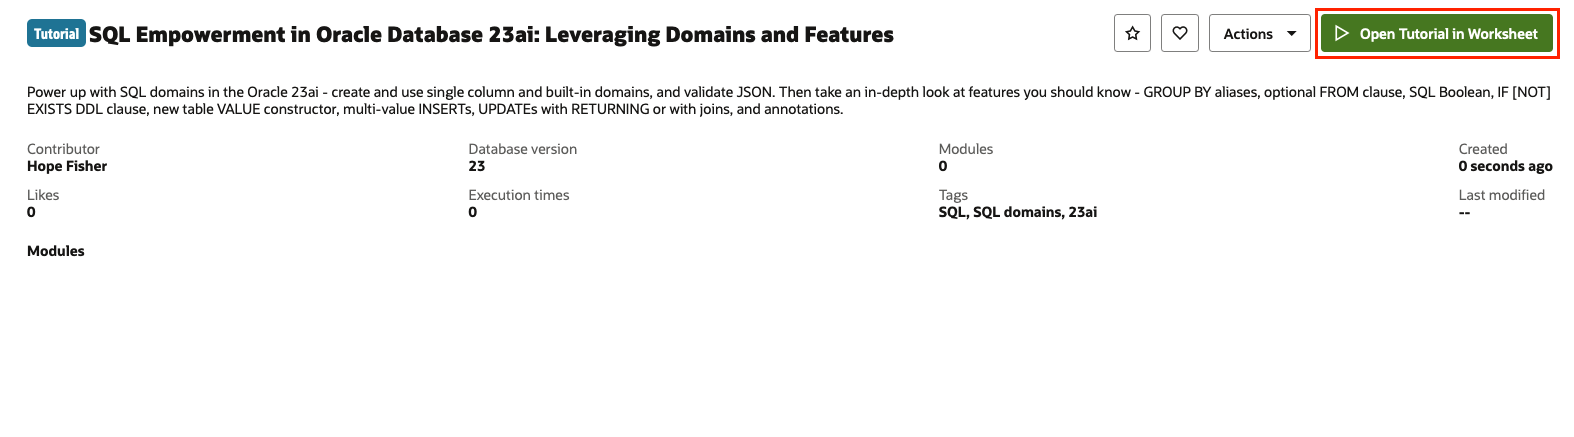 Tutorial SQL Empowerment in Oracle Database 23ai: Leveraging Domains and Features
Actions
Open Tutorial in Worksheet
Power up with SQL domains in the Oracle 23ai - create and use single column and built-in domains, and validate JSON. Then take an in-depth look at features you should know - GROUP BY aliases, optional FROM clause, SQL Boolean, IF [NOT]
EXISTS DDL clause, new table VALUE constructor, multi-value INSERTs, UPDATEs with RETURNING or with joins, and annotations.
Contributor
Hope Fisher
Database version
23
Modules
0
Created
0 seconds ago
Likes
0
Execution times
0
Tags
SQL, SQL domains, 23ai
Last modified
--
Modules